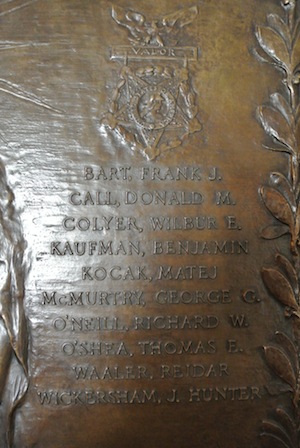 VALOR
BART, FRANK J.
CALL, DONALD M.
COLYER, WILBUR E.
KAUFMAN, BENJAMIN
KOCAK, MATEJ
McMURTRY, GEORGE G.
O'NEILL, RICHARD W.
O'SHEA, THOMAS E.
WAALER, REIDAR
WICKERSHAM, J. HUNTER